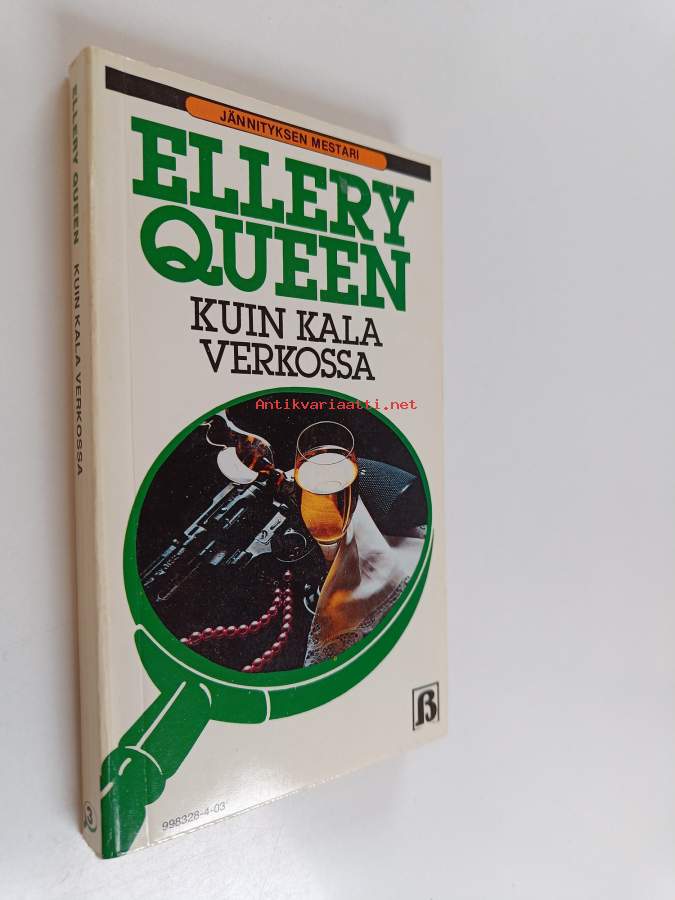 JÄNNITYKSEN MESTARI
ELLERY
QUEEN
KUIN KALA
VERKOSSA
Antikvariaatti.net
ELLERY QUEEN KUIN KALA VERKOSSA
998328-4-03